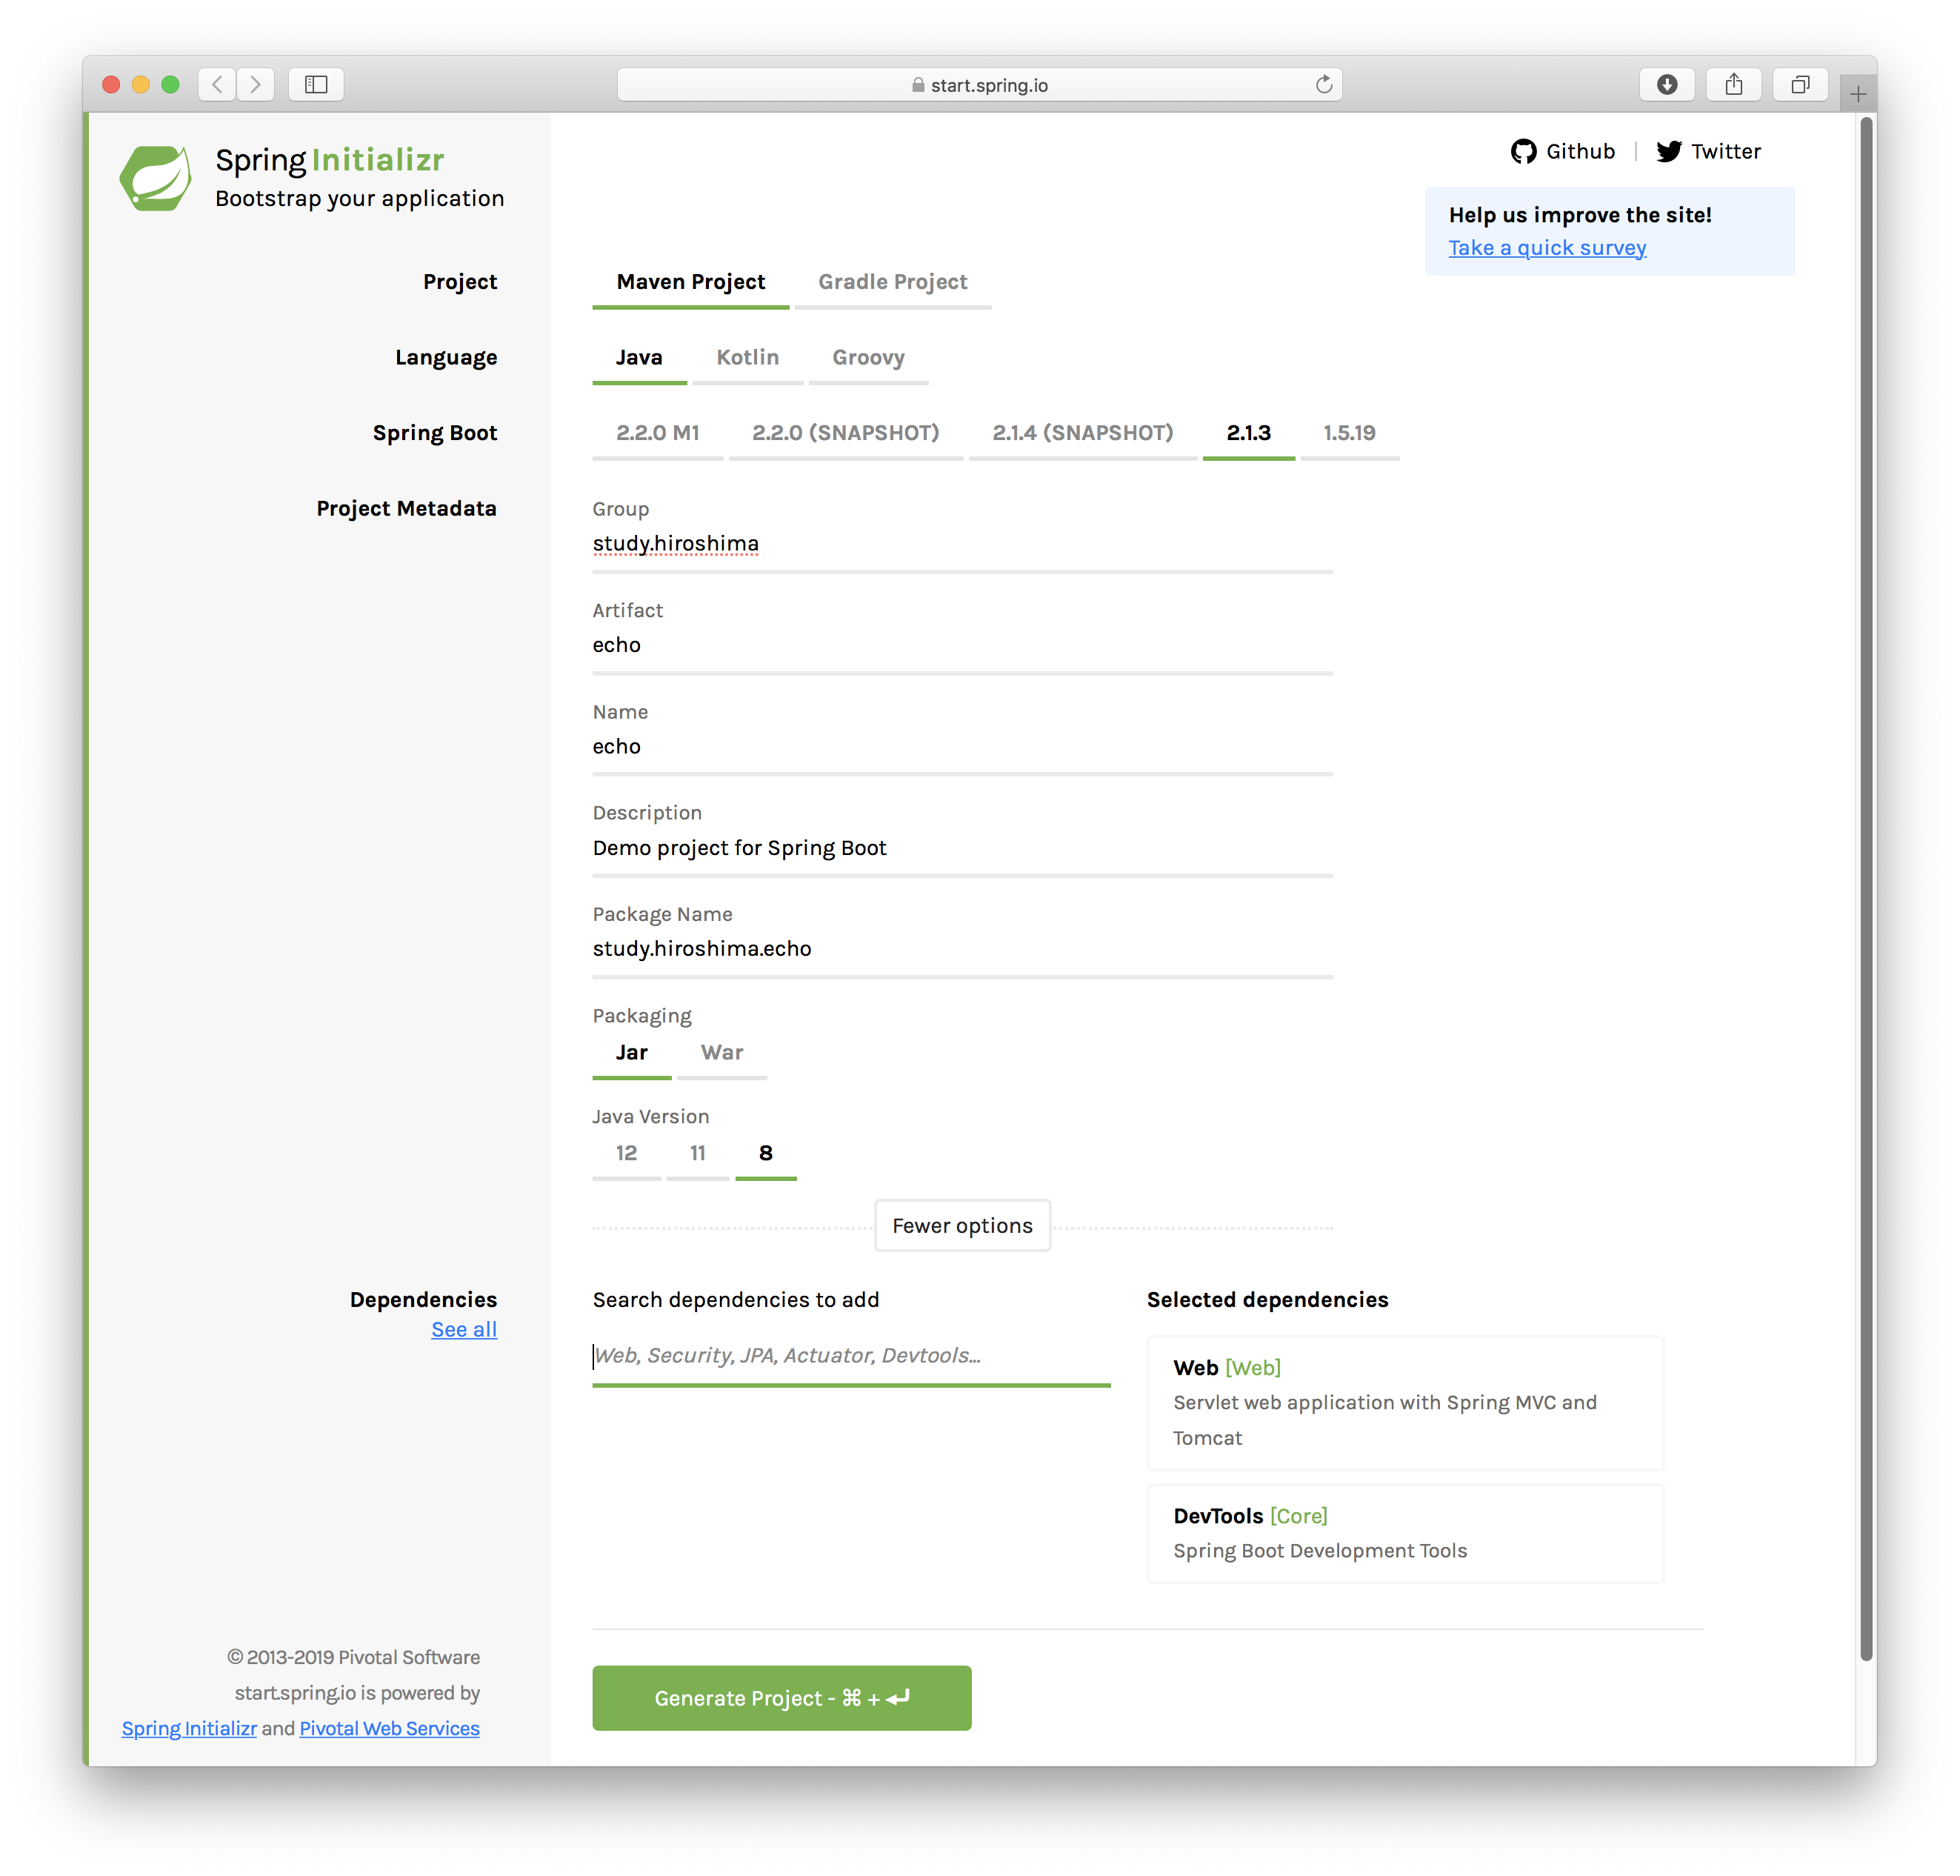 start.spring.io
Spring Initializr
Bootstrap your application
Github | Twitter
Help us improve the site!
Take a quick survey
Project
Maven Project Gradle Project
Language
Java Kotlin Groovy
Spring Boot
2.2.0 M1 2.2.0 (SNAPSHOT) 2.1.4 (SNAPSHOT) 2.1.3 1.5.19
Project Metadata
Group
study.hiroshima
Artifact
echo
Name
echo
Description
Demo project for Spring Boot
Package Name
study.hiroshima.echo
Packaging
Jar War
Java Version
12 11 8
Fewer options
Dependencies
See all
Search dependencies to add
Web, Security, JPA, Actuator, Devtools...
Selected dependencies
Web [Web]
Servlet web application with Spring MVC and
Tomcat
DevTools [Core]
Spring Boot Development Tools
© 2013-2019 Pivotal Software
start.spring.io is powered by
Spring Initializr and Pivotal Web Services
Generate Project - ⌘ + ↵